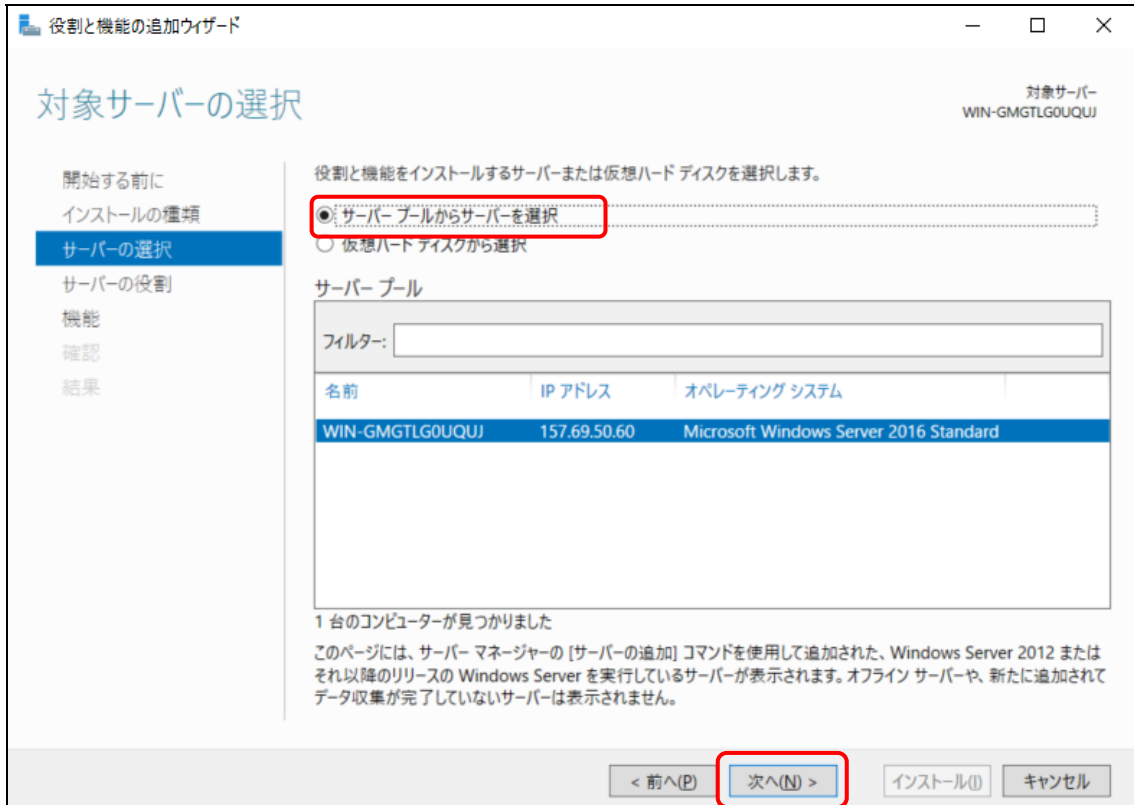 役割と機能の追加ウィザード
対象サーバーの選択
対象サーバー
WIN-GMGTLG0UQUJ
開始する前に
インストールの種類
サーバーの選択
サーバーの役割
機能
確認
結果
役割と機能をインストールするサーバーまたは仮想ハード ディスクを選択します。
サーバー プールからサーバーを選択
仮想ハード ディスクから選択
サーバー プール
フィルター:
名前 IP アドレス オペレーティング システム
WIN-GMGTLG0UQUJ 157.69.50.60 Microsoft Windows Server 2016 Standard
1 台のコンピューターが見つかりました
このページには、サーバー マネージャーの [サーバーの追加] コマンドを使用して追加された、Windows Server 2012 または
それ以降のリリースの Windows Server を実行しているサーバーが表示されます。オフライン サーバーや、新たに追加されて
データ収集が完了していないサーバーは表示されません。
< 前へ(P) 次へ(N) > インストール(I) キャンセル